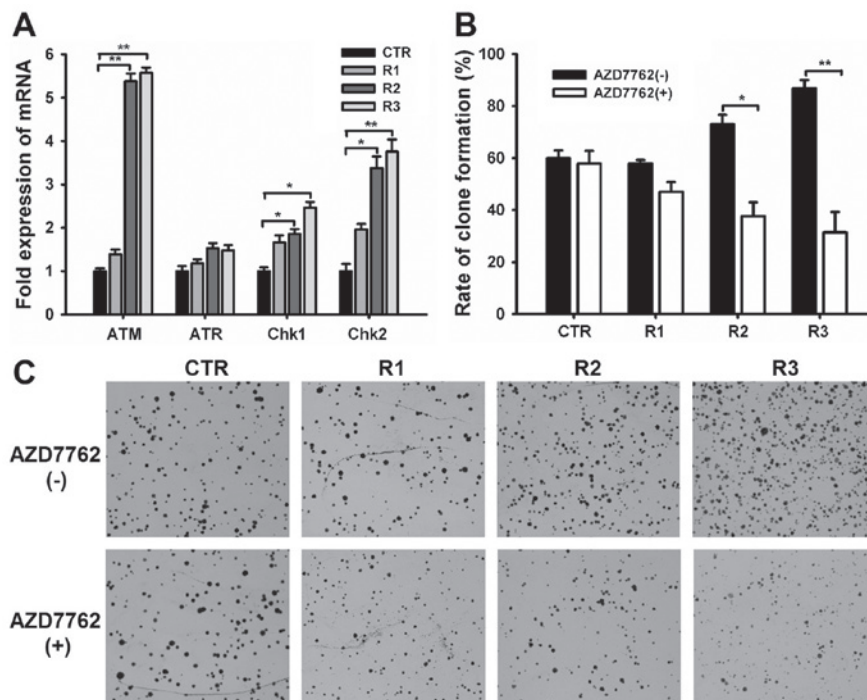 A
Fold expression of mRNA
6
5
4
3
2
1
0
**
**
*
*
**
*
CTR
R1
R2
R3
ATM
ATR
Chk1
Chk2
B
Rate of clone formation (%)
100
80
60
40
20
0
AZD7762(-)
AZD7762(+)
*
**
CTR
R1
R2
R3
C
CTR
R1
R2
R3
AZD7762
(-)
AZD7762
(+)